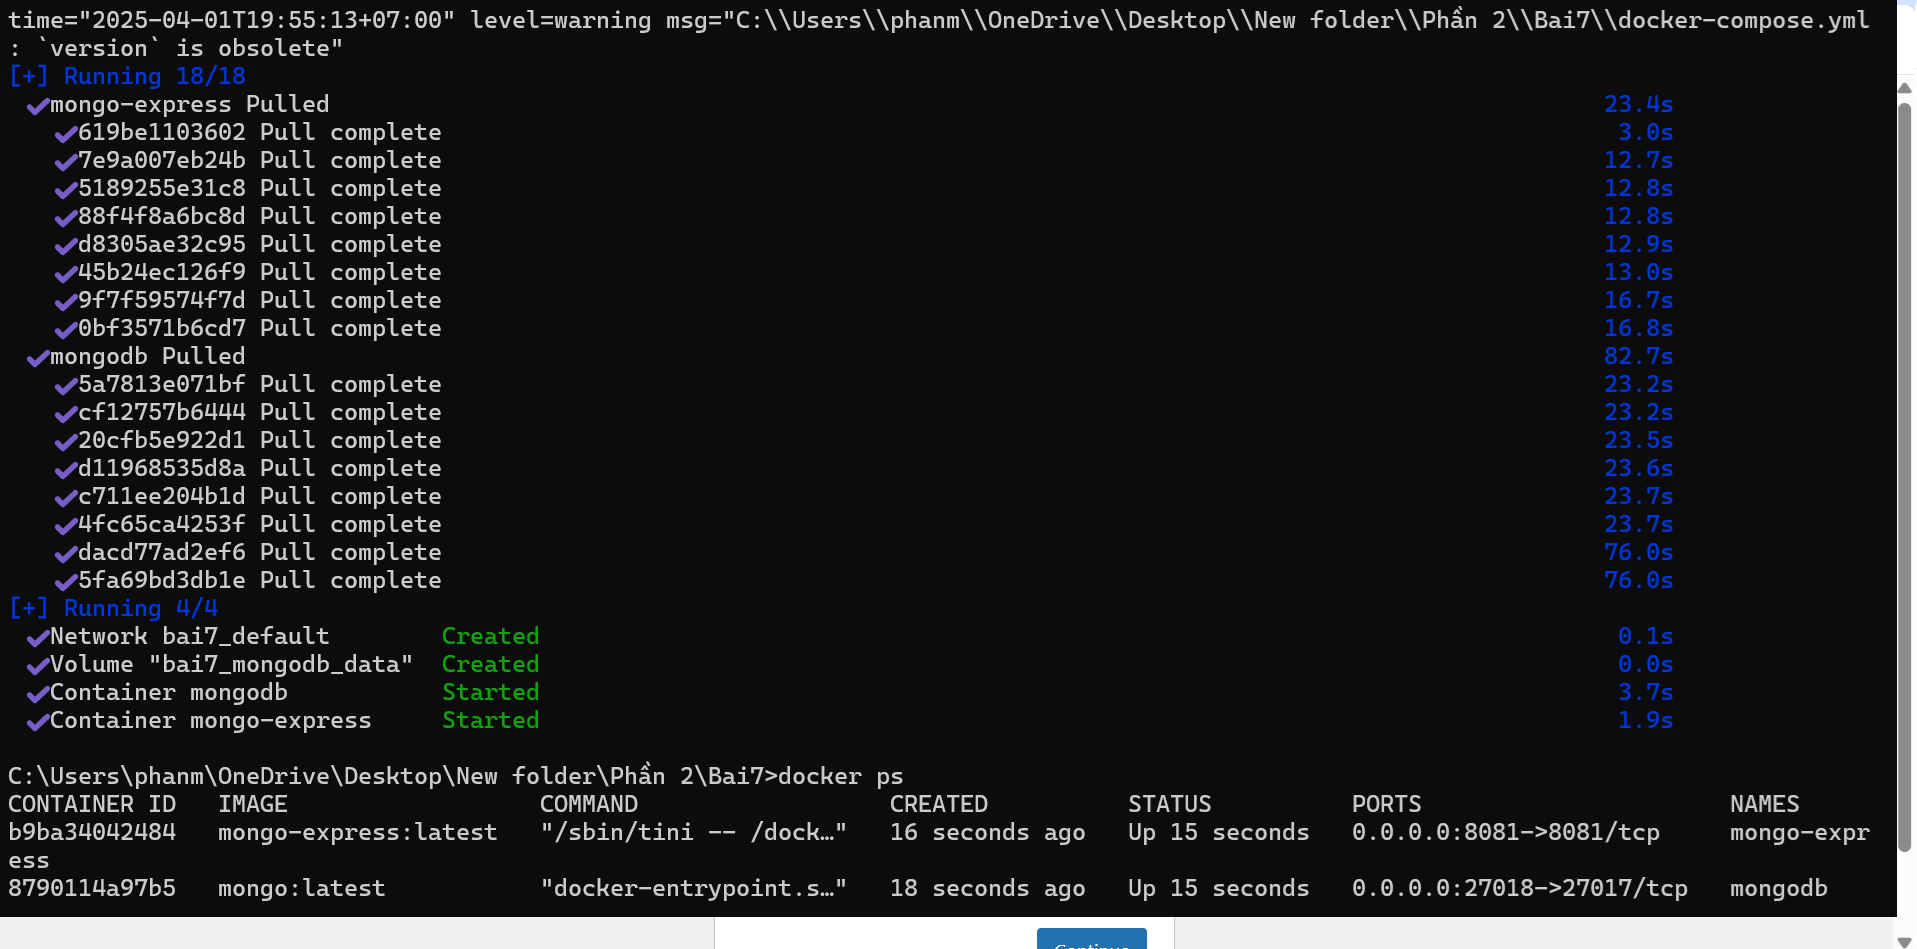 time="2025-04-01T19:55:13+07:00" level=warning msg="C:\\Users\\phanm\\OneDrive\\Desktop\\New folder\\Phần 2\\Bai7\\docker-compose.yml
: `version` is obsolete"
[+] Running 18/18
mongo-express Pulled 23.4s
619be1103602 Pull complete 3.0s
7e9a007eb24b Pull complete 12.7s
5189255e31c8 Pull complete 12.8s
88f4f8a6bc8d Pull complete 12.8s
d8305ae32c95 Pull complete 12.9s
45b24ec126f9 Pull complete 13.0s
9f7f59574f7d Pull complete 16.7s
0bf3571b6cd7 Pull complete 16.8s
mongodb Pulled 82.7s
5a7813e071bf Pull complete 23.2s
cf12757b6444 Pull complete 23.2s
20cfb5e922d1 Pull complete 23.5s
d11968535d8a Pull complete 23.6s
c711ee204b1d Pull complete 23.7s
4fc65ca4253f Pull complete 23.7s
dacd77ad2ef6 Pull complete 76.0s
5fa69bd3db1e Pull complete 76.0s
[+] Running 4/4
Network bai7_default Created 0.1s
Volume "bai7_mongodb_data" Created 0.0s
Container mongodb Started 3.7s
Container mongo-express Started 1.9s
C:\Users\phanm\OneDrive\Desktop\New folder\Phần 2\Bai7>docker ps
CONTAINER ID IMAGE COMMAND CREATED STATUS PORTS NAMES
b9ba34042484 mongo-express:latest "/sbin/tini -- /dock…" 16 seconds ago Up 15 seconds 0.0.0.0:8081->8081/tcp mongo-expr
ess
8790114a97b5 mongo:latest "docker-entrypoint.s…" 18 seconds ago Up 15 seconds 0.0.0.0:27018->27017/tcp mongodb